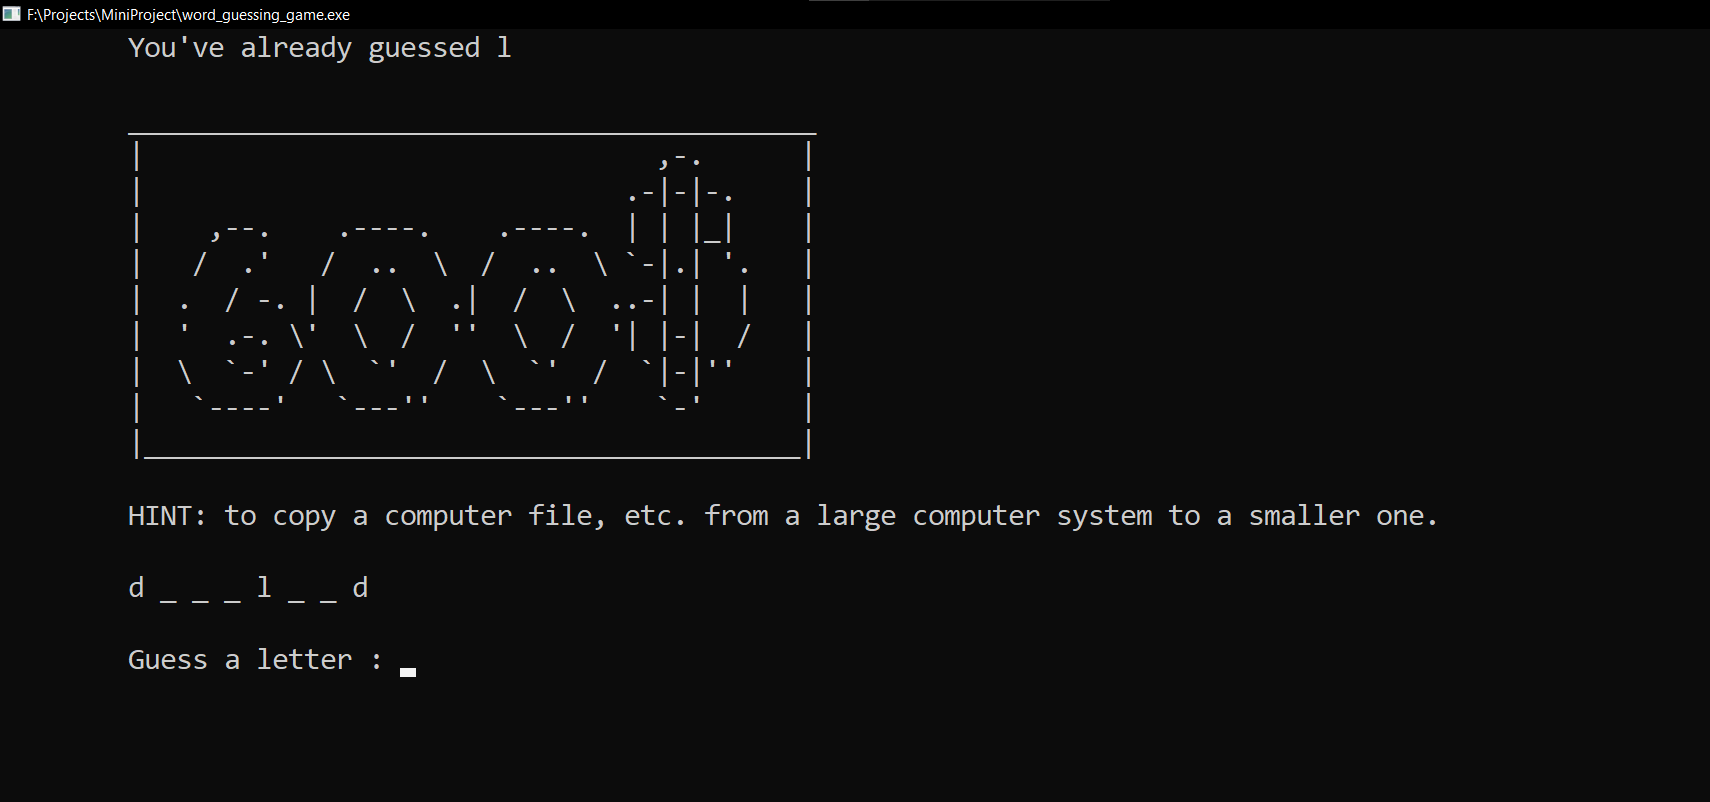 F:\Projects\MiniProject\word_guessing_game.exe
You've already guessed l
HINT: to copy a computer file, etc. from a large computer system to a smaller one.
d _ _ _ l _ _ d
Guess a letter :